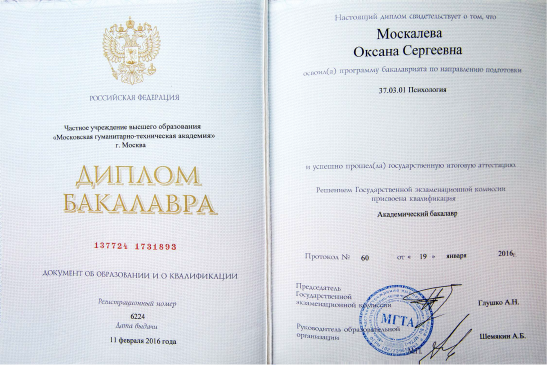 РОССИЙСКАЯ ФЕДЕРАЦИЯ
Частное учреждение высшего образования
«Московская гуманитарно-техническая академия»
г. Москва
ДИПЛОМ
БАКАЛАВРА
137724 1731893
ДОКУМЕНТ ОБ ОБРАЗОВАНИИ И О КВАЛИФИКАЦИИ
Регистрационный номер
6224
Дата выдачи
11 февраля 2016 года
Настоящий диплом свидетельствует о том, что
Москалева
Оксана Сергеевна
освоил(а) программу бакалавриата по направлению подготовки
37.03.01 Психология
и успешно прошел(ла) государственную итоговую аттестацию
Решением Государственной экзаменационной комиссии
присвоена квалификация
Академический бакалавр
Протокол № 60 от « 19 » января 2016г.
Председатель
Государственной
экзаменационной комиссии
Глушко А.Н.
Руководитель образовательной
организации
Шемякин А.Б.
МГТА